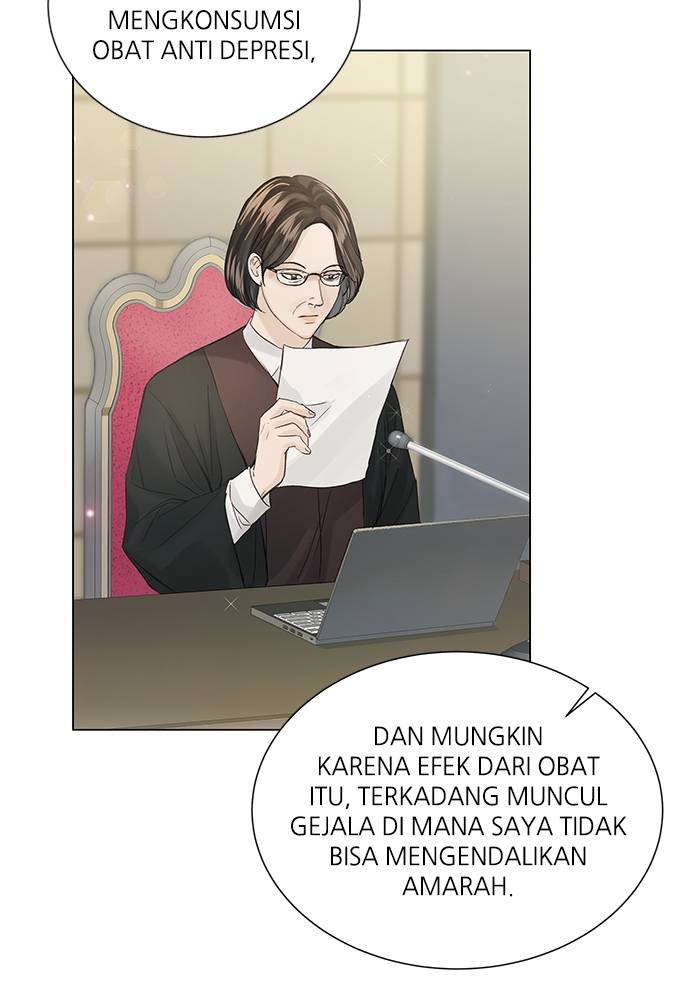 MENGKONSUMSI
OBAT ANTI DEPRESI,
DAN MUNGKIN
KARENA EFEK DARI OBAT
ITU, TERKADANG MUNCUL
GEJALA DI MANA SAYA TIDAK
BISA MENGENDALIKAN
AMARAH.